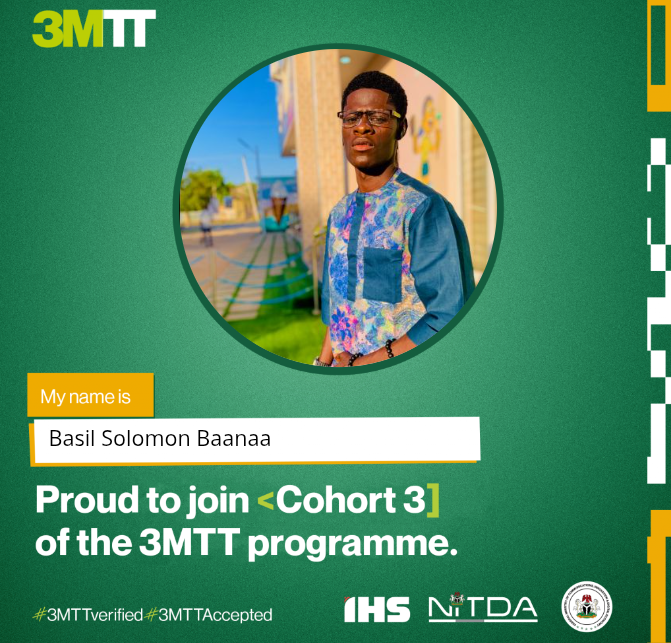 3MTT
My name is
Basil Solomon Baanaa
Proud to join <Cohort 3]
of the 3MTT programme.
#3MTTverified #3MTTAccepted
IHS NiTDA